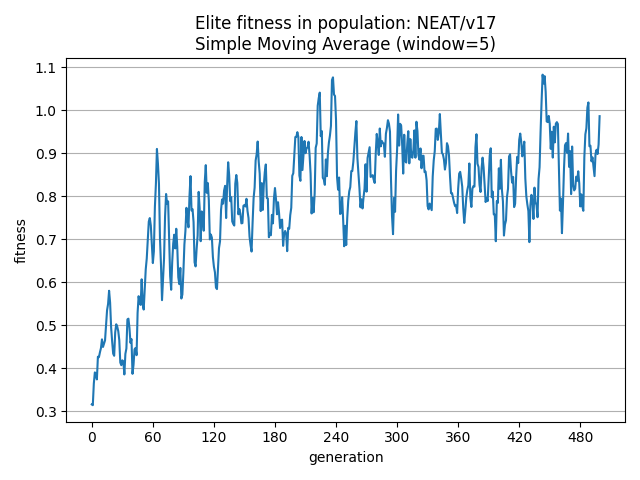 Elite fitness in population: NEAT/v17
Simple Moving Average (window=5)
1.1
1.0
0.9
0.8
0.7
0.6
0.5
0.4
0.3
fitness
0 60 120 180 240 300 360 420 480
generation